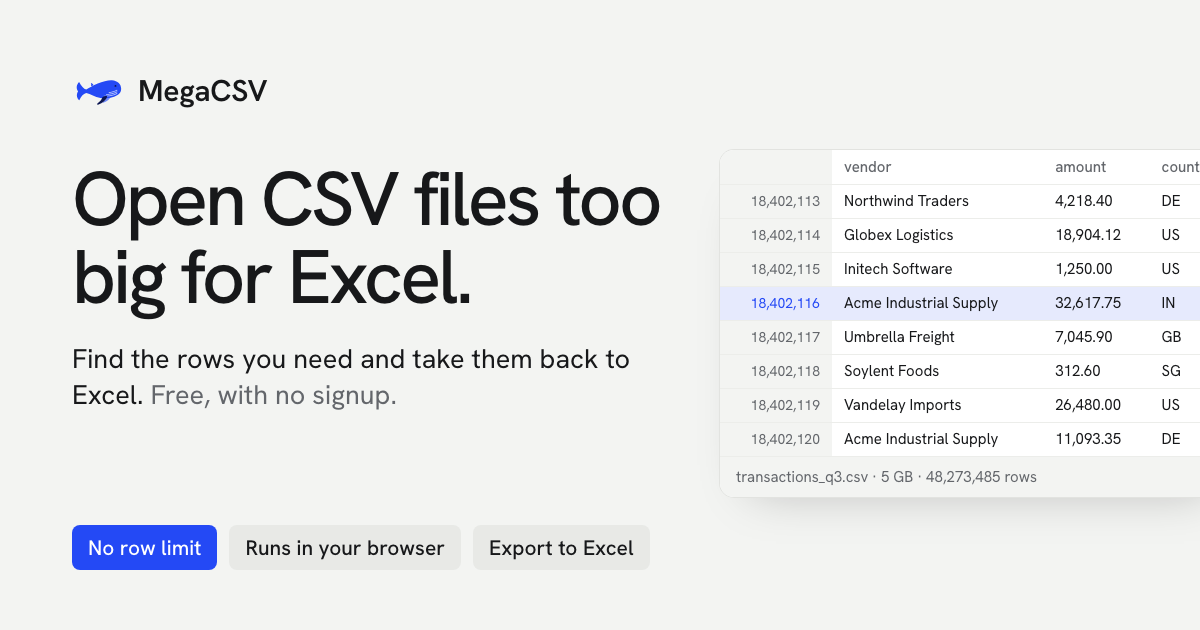 MegaCSV
Open CSV files too
big for Excel.
Find the rows you need and take them back to
Excel. Free, with no signup.
No row limit Runs in your browser Export to Excel
vendor amount count
18,402,113 Northwind Traders 4,218.40 DE
18,402,114 Globex Logistics 18,904.12 US
18,402,115 Initech Software 1,250.00 US
18,402,116 Acme Industrial Supply 32,617.75 IN
18,402,117 Umbrella Freight 7,045.90 GB
18,402,118 Soylent Foods 312.60 SG
18,402,119 Vandelay Imports 26,480.00 US
18,402,120 Acme Industrial Supply 11,093.35 DE
transactions_q3.csv · 5 GB · 48,273,485 rows